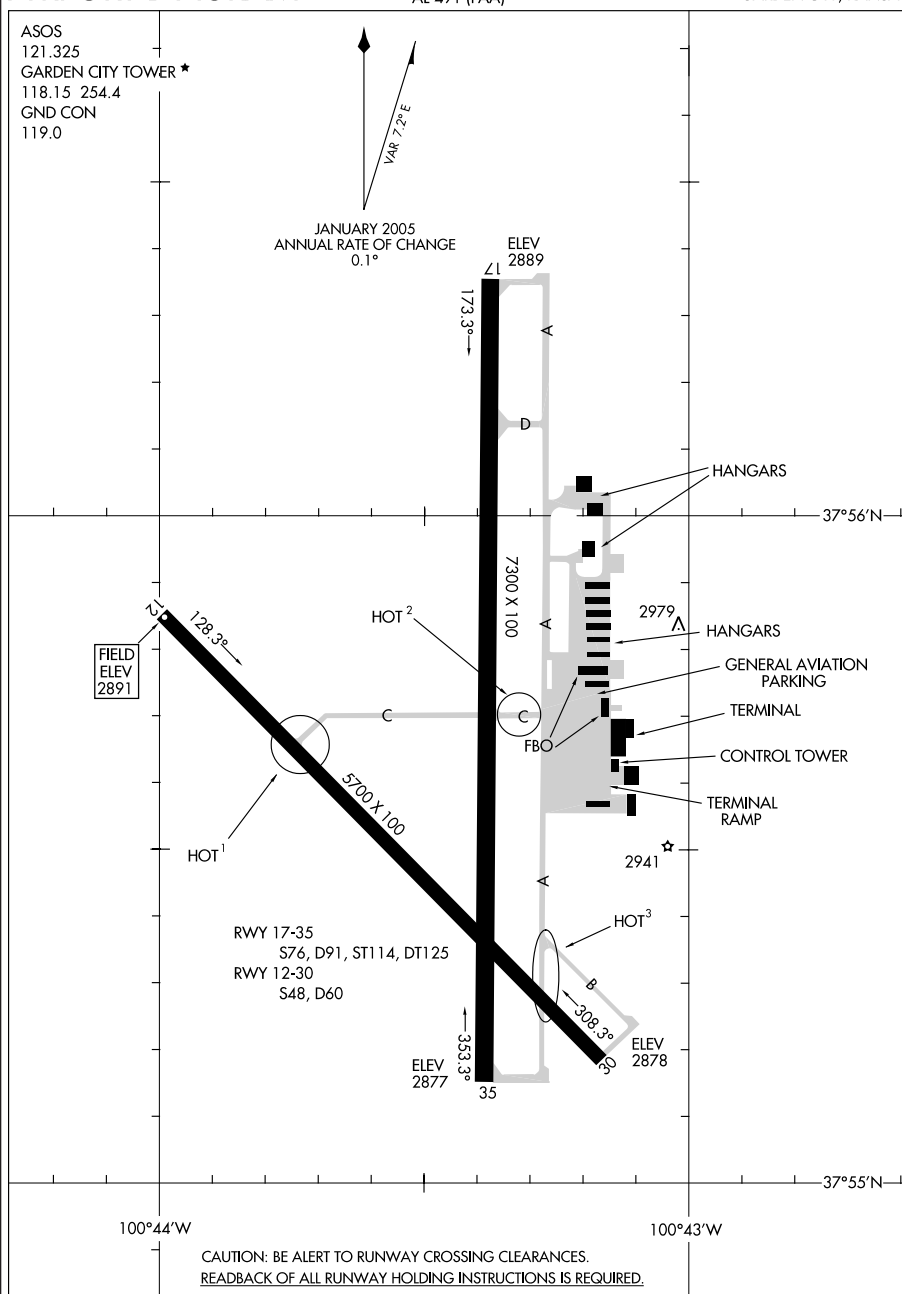 AL-491 (FAA)
ASOS
121.325
GARDEN CITY TOWER
118.15 254.4
GND CON
119.0
VAR 7.2° E
JANUARY 2005
ANNUAL RATE OF CHANGE
0.1°
ELEV
2889
17
173.3°
A
D
HANGARS
37°56'N
7300 X 100
HOT 2
12
128.3°
A
2979
HANGARS
FIELD
ELEV
2891
GENERAL AVIATION
PARKING
C
C
TERMINAL
FBO
CONTROL TOWER
5700 X 100
TERMINAL
RAMP
HOT 1
2941
A
HOT 3
RWY 17-35
S76, D91, ST114, DT125
RWY 12-30
S48, D60
B
308.3°
353.3°
ELEV
2878
ELEV
2877
30
35
37°55'N
100°44'W
100°43'W
CAUTION: BE ALERT TO RUNWAY CROSSING CLEARANCES.
READBACK OF ALL RUNWAY HOLDING INSTRUCTIONS IS REQUIRED.